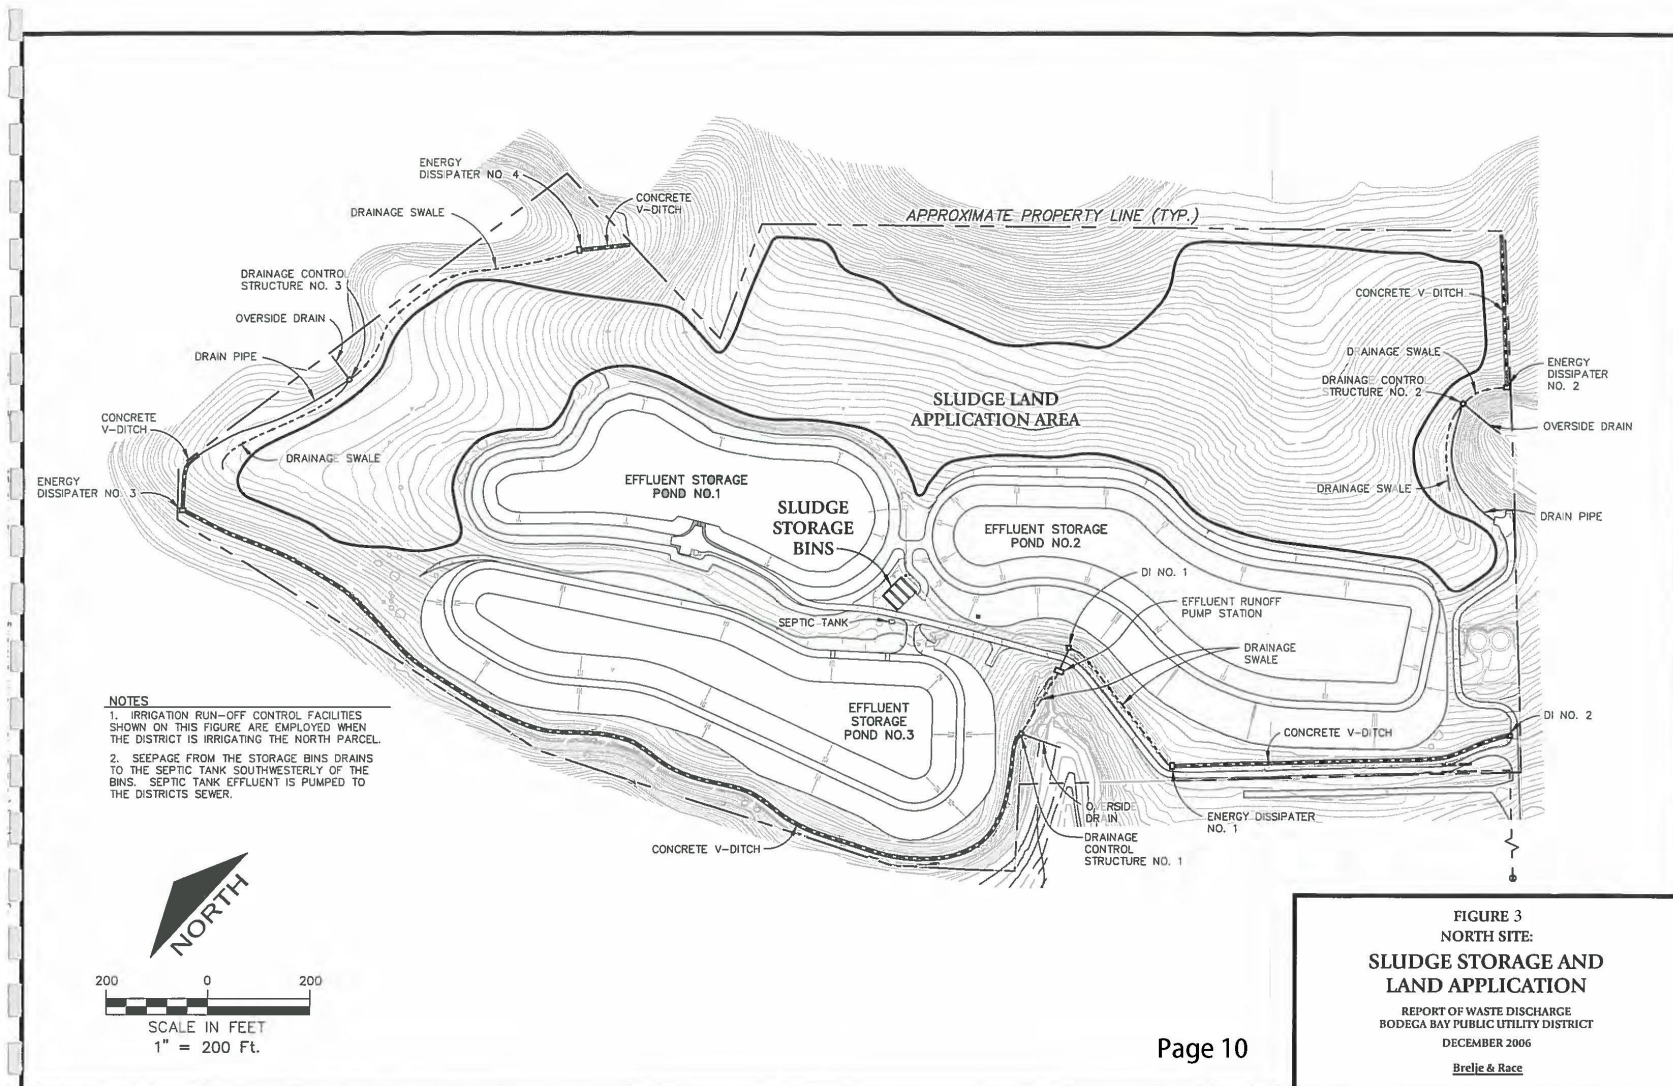 ENERGY
DISSIPATER NO. 4
CONCRETE
V-DITCH
DRAINAGE SWALE
APPROXIMATE PROPERTY LINE (TYP.)
DRAINAGE CONTROL
STRUCTURE NO. 3
OVERSIDE DRAIN
DRAIN PIPE
CONCRETE
V-DITCH
DRAINAGE SWALE
ENERGY
DISSIPATER NO. 3
CONCRETE V-DITCH
DRAINAGE SWALE
ENERGY
DISSIPATER
NO. 2
DRAINAGE CONTROL
STRUCTURE NO. 2
OVERSIDE DRAIN
DRAINAGE SWALE
DRAIN PIPE
SLUDGE LAND
APPLICATION AREA
EFFLUENT STORAGE
POND NO.1
SLUDGE
STORAGE
BINS
EFFLUENT STORAGE
POND NO.2
DI NO. 1
EFFLUENT RUNOFF
PUMP STATION
SEPTIC TANK
DRAINAGE
SWALE
EFFLUENT
STORAGE
POND NO.3
DI NO. 2
CONCRETE V-DITCH
OVERSIDE
DRAIN
ENERGY DISSIPATER
NO. 1
DRAINAGE
CONTROL
STRUCTURE NO. 1
CONCRETE V-DITCH
NOTES
1. IRRIGATION RUN-OFF CONTROL FACILITIES
SHOWN ON THIS FIGURE ARE EMPLOYED WHEN
THE DISTRICT IS IRRIGATING THE NORTH PARCEL.
2. SEEPAGE FROM THE STORAGE BINS DRAINS
TO THE SEPTIC TANK SOUTHWESTERLY OF THE
BINS. SEPTIC TANK EFFLUENT IS PUMPED TO
THE DISTRICTS SEWER.
NORTH
200 0 200
SCALE IN FEET
1" = 200 Ft.
Page 10
FIGURE 3
NORTH SITE:
SLUDGE STORAGE AND
LAND APPLICATION
REPORT OF WASTE DISCHARGE
BODEGA BAY PUBLIC UTILITY DISTRICT
DECEMBER 2006
Brelje & Race